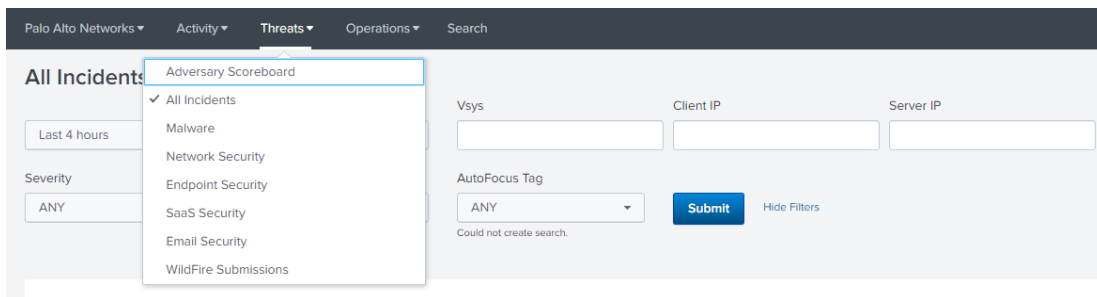 Palo Alto Networks Activity Threats Operations Search
All Incidents
Adversary Scoreboard
All Incidents
Malware
Network Security
Endpoint Security
SaaS Security
Email Security
WildFire Submissions
Vsys Client IP Server IP
Last 4 hours
Severity AutoFocus Tag
ANY ANY Submit Hide Filters
Could not create search.